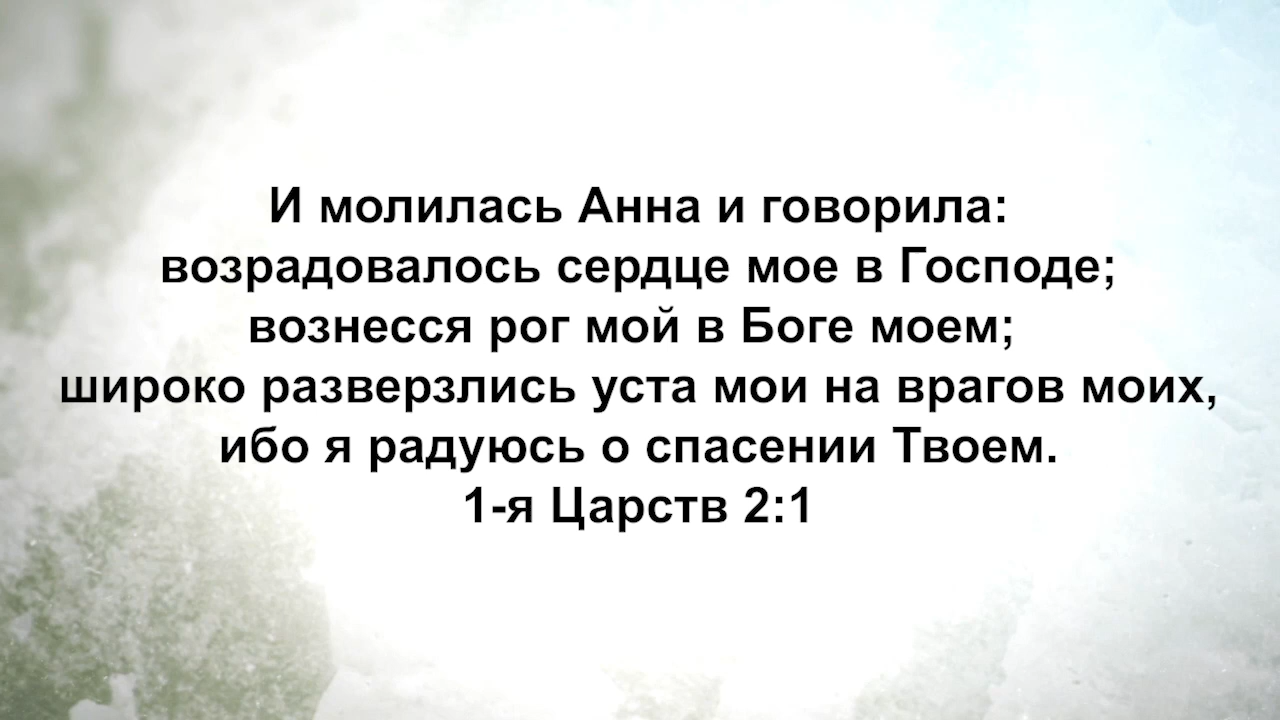 И молилась Анна и говорила:
возрадовалось сердце мое в Господе;
вознесся рог мой в Боге моем;
широко разверзлись уста мои на врагов моих,
ибо я радуюсь о спасении Твоем.
1-я Царств 2:1